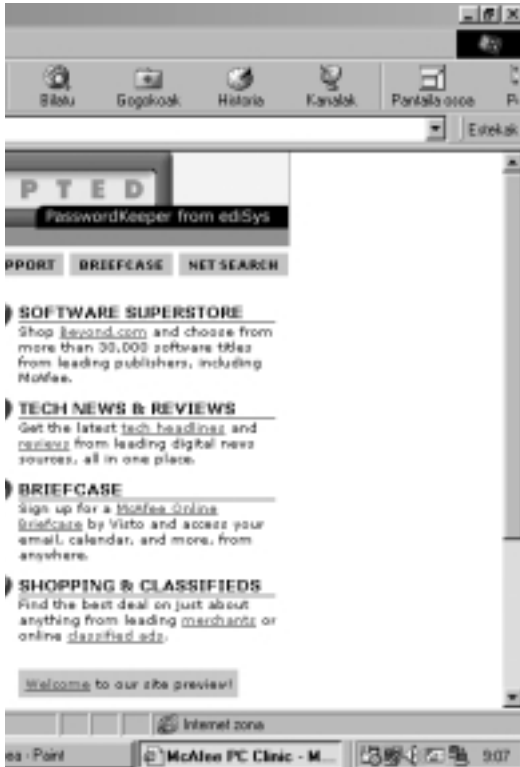 Bilatu Gogokoak Historia Kanalak Pantaila osoa
Estekak
PTED
PasswordKeeper from ediSys
PPORT BRIEFCASE NET SEARCH
SOFTWARE SUPERSTORE
Shop Beyond.com and choose from
more than 30,000 software titles
from leading publishers, including
McAfee.
TECH NEWS & REVIEWS
Get the latest tech headlines and
reviews from leading digital news
sources, all in one place.
BRIEFCASE
Sign up for a McAfee Online
Briefcase by Visto and access your
email, calendar, and more, from
anywhere.
SHOPPING & CLASSIFIEDS
Find the best deal on just about
anything from leading merchants or
online classified ads.
Welcome to our site preview!
Internet zona
ea - Paint McAfee PC Clinic - M... 9:07